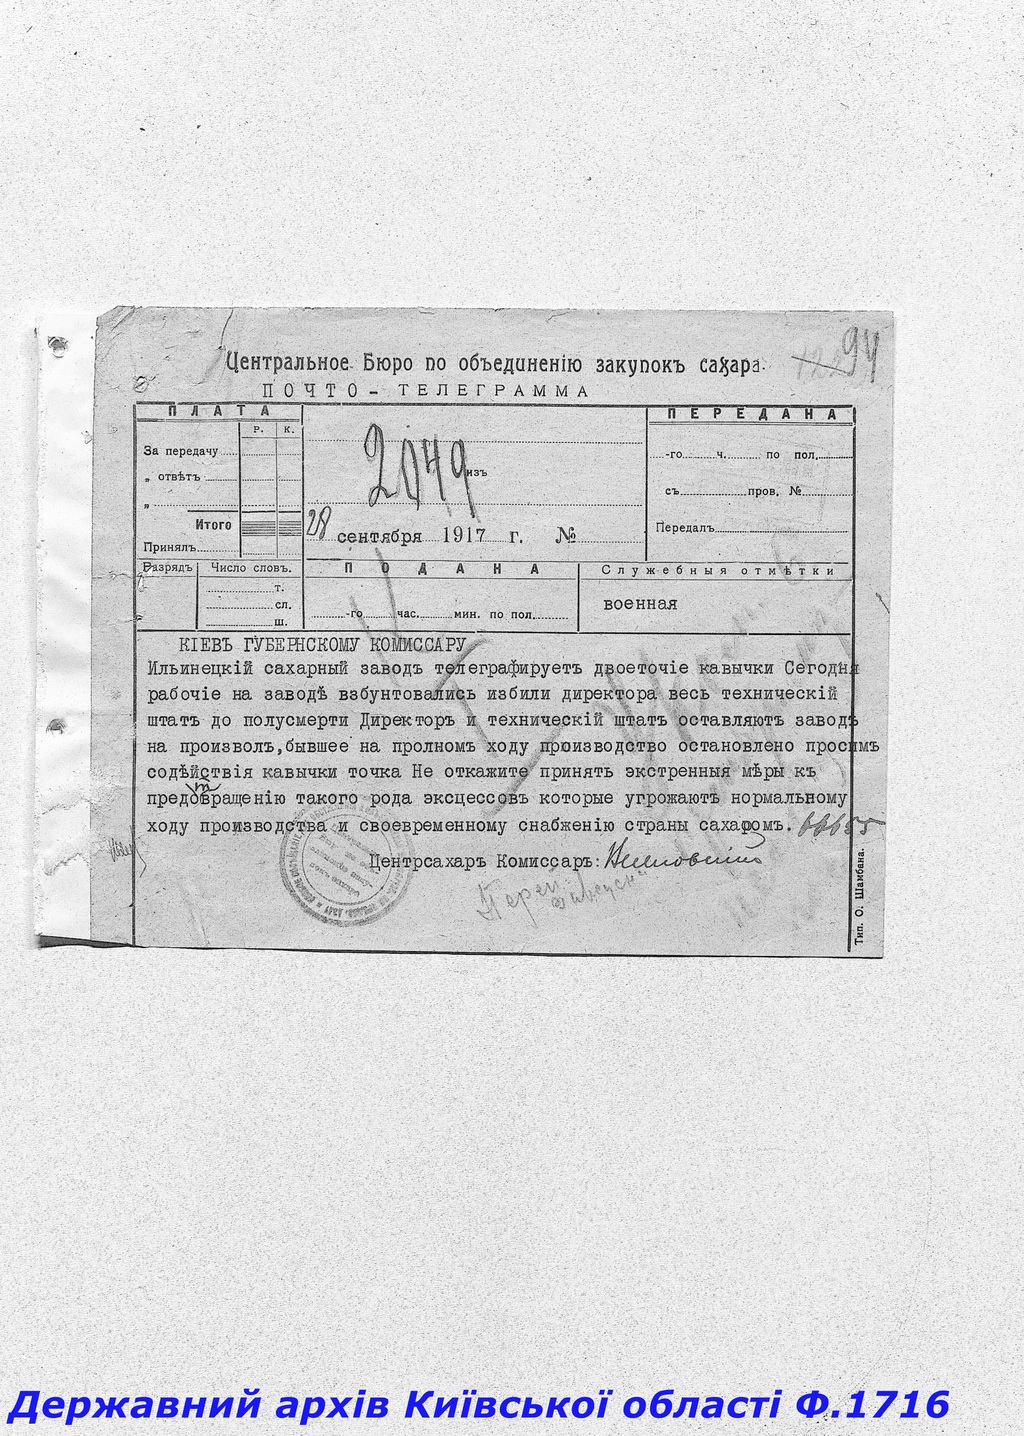 94
Центральное Бюро по объединенію закупокъ сахара.
ПОЧТО - ТЕЛЕГРАММА
ПЛАТА
Р. К.
За передачу
„ отвѣтъ
„
Итого
Принялъ
2049
изъ
28 сентября 1917 г. №
ПЕРЕДАНА
-го ч. по пол.
съ пров. №
Передалъ
Разрядъ
Число словъ.
т.
сл.
ш.
ПОДАНА
-го час. мин. по пол.
Служебныя отмѣтки
военная
КІЕВЪ ГУБЕРНСКОМУ КОМИССАРУ
Ильинецкій сахарный заводъ телеграфируетъ двоеточіе кавычки Сегодня
рабочіе на заводѣ взбунтовались избили директора весь техническій
штатъ до полусмерти Директоръ и техническій штатъ оставляютъ заводъ
на произволъ,бывшее на пролном ходу производство остановлено просимъ
содѣйствія кавычки точка Не откажите принять экстренныя мѣры къ
предотвращенію такого рода эксцессовъ которые угрожаютъ нормальному
ходу производства и своевременному снабженію страны сахаромъ.
Центрсахаръ Комиссаръ:
Тип. О. Шамбана.
Державний архів Київської області Ф.1716